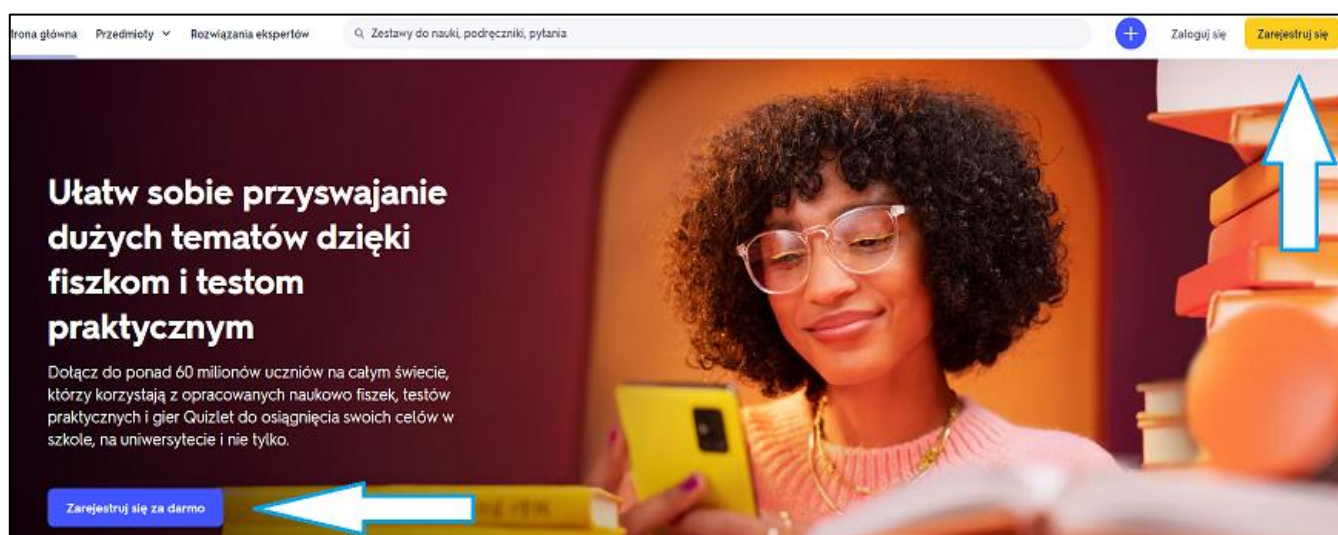 trona główna Przedmioty Rozwiązania ekspertów Zestawy do nauki, podręczniki, pytania Zaloguj się Zarejestruj się
Ułatw sobie przyswajanie
dużych tematów dzięki
fiszkom i testom
praktycznym
Dołącz do ponad 60 milionów uczniów na całym świecie,
którzy korzystają z opracowanych naukowo fiszek, testów
praktycznych i gier Quizlet do osiągnięcia swoich celów w
szkole, na uniwersytecie i nie tylko.
Zarejestruj się za darmo